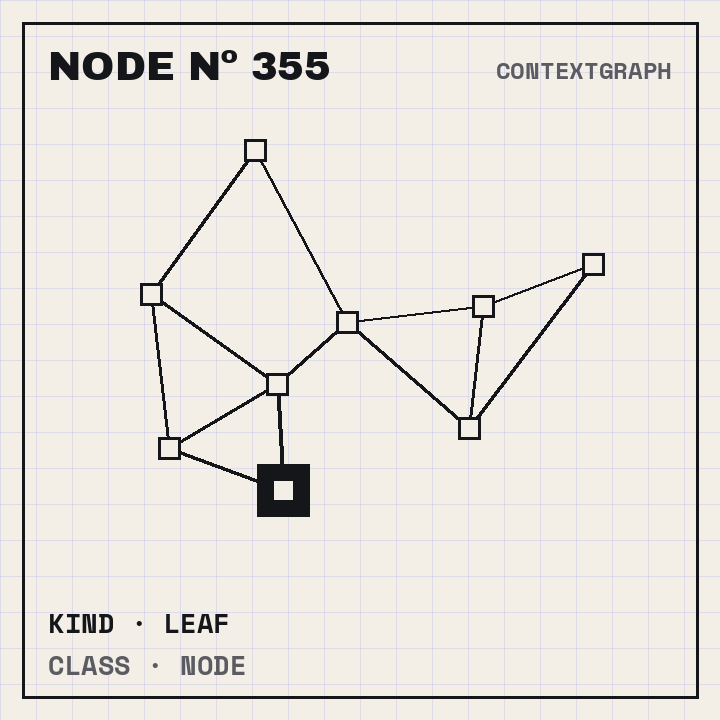 NODE Nº 355
CONTEXTGRAPH
KIND · LEAF
CLASS · NODE